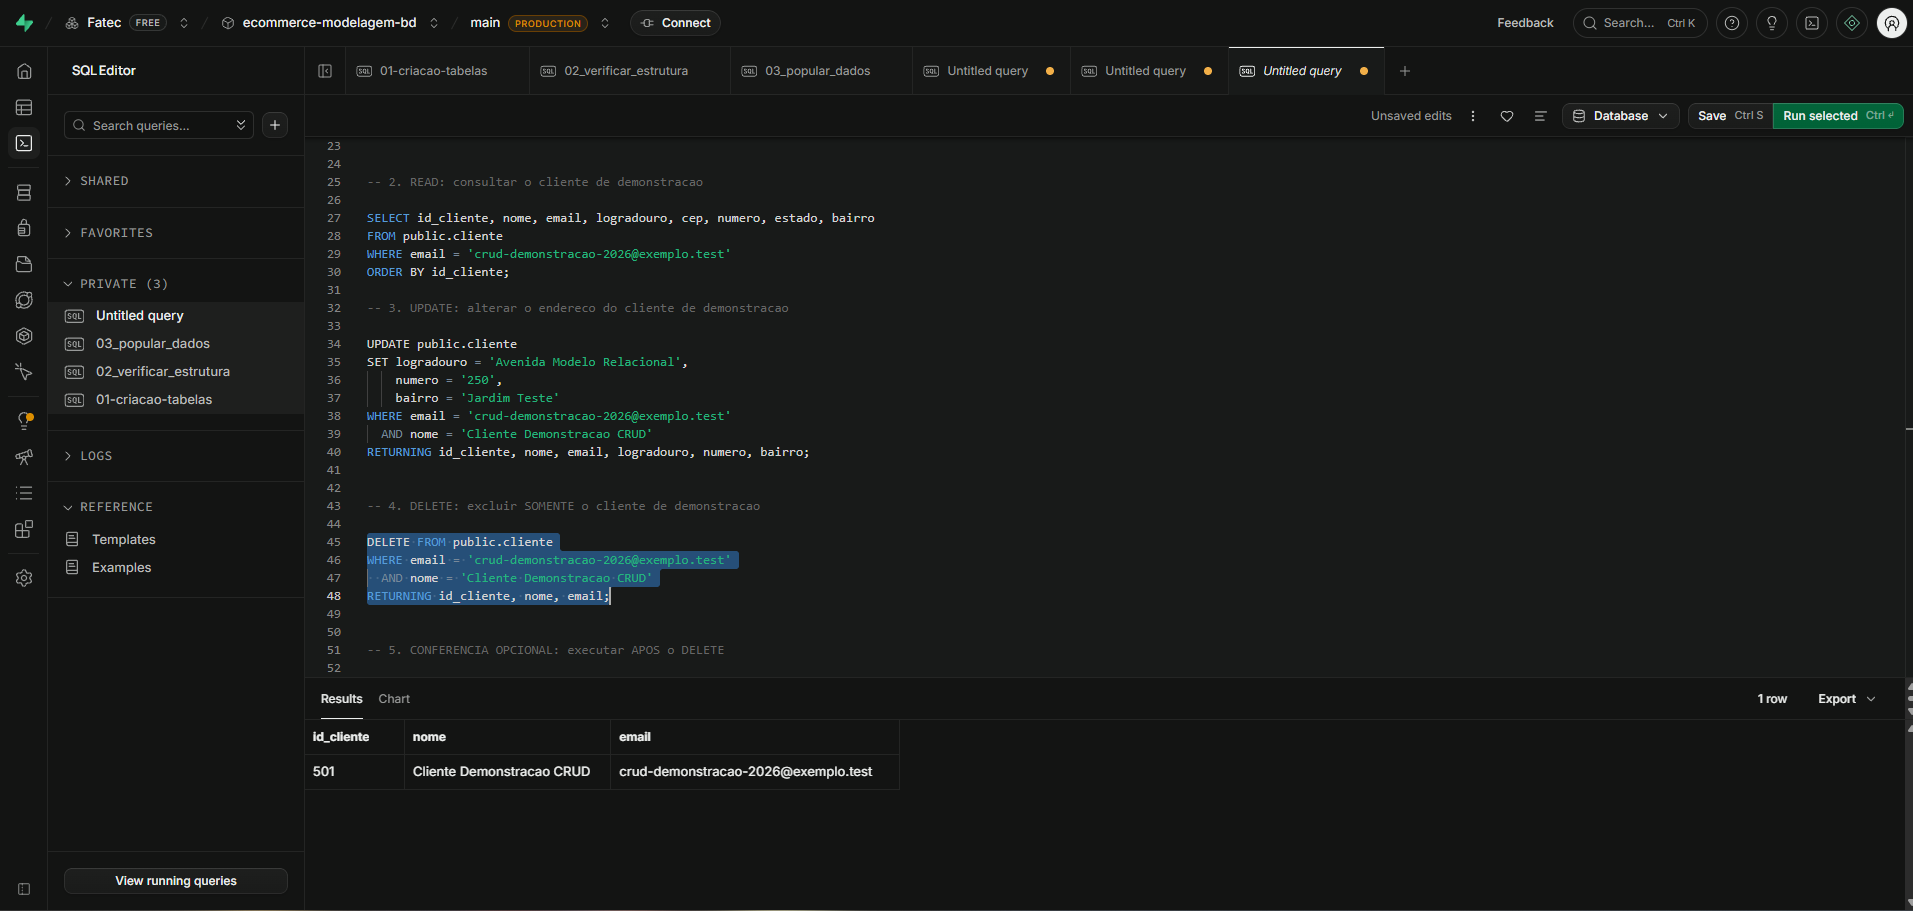 Fatec FREE / ecommerce-modelagem-bd / main PRODUCTION Connect
Feedback Search... Ctrl K
SQL Editor
01-criacao-tabelas 02_verificar_estrutura 03_popular_dados Untitled query Untitled query Untitled query
Search queries...
Unsaved edits Database Save Ctrl S Run selected Ctrl ↵
SHARED
FAVORITES
PRIVATE (3)
SQL Untitled query
SQL 03_popular_dados
SQL 02_verificar_estrutura
SQL 01-criacao-tabelas
LOGS
REFERENCE
Templates
Examples
View running queries
23
24
25 -- 2. READ: consultar o cliente de demonstracao
26
27 SELECT id_cliente, nome, email, logradouro, cep, numero, estado, bairro
28 FROM public.cliente
29 WHERE email = 'crud-demonstracao-2026@exemplo.test'
30 ORDER BY id_cliente;
31
32 -- 3. UPDATE: alterar o endereco do cliente de demonstracao
33
34 UPDATE public.cliente
35 SET logradouro = 'Avenida Modelo Relacional',
36 numero = '250',
37 bairro = 'Jardim Teste'
38 WHERE email = 'crud-demonstracao-2026@exemplo.test'
39 AND nome = 'Cliente Demonstracao CRUD'
40 RETURNING id_cliente, nome, email, logradouro, numero, bairro;
41
42
43 -- 4. DELETE: excluir SOMENTE o cliente de demonstracao
44
45 DELETE FROM public.cliente
46 WHERE email = 'crud-demonstracao-2026@exemplo.test'
47 AND nome = 'Cliente Demonstracao CRUD'
48 RETURNING id_cliente, nome, email;
49
50
51 -- 5. CONFERENCIA OPCIONAL: executar APOS o DELETE
52
Results Chart 1 row Export
id_cliente nome email
501 Cliente Demonstracao CRUD crud-demonstracao-2026@exemplo.test